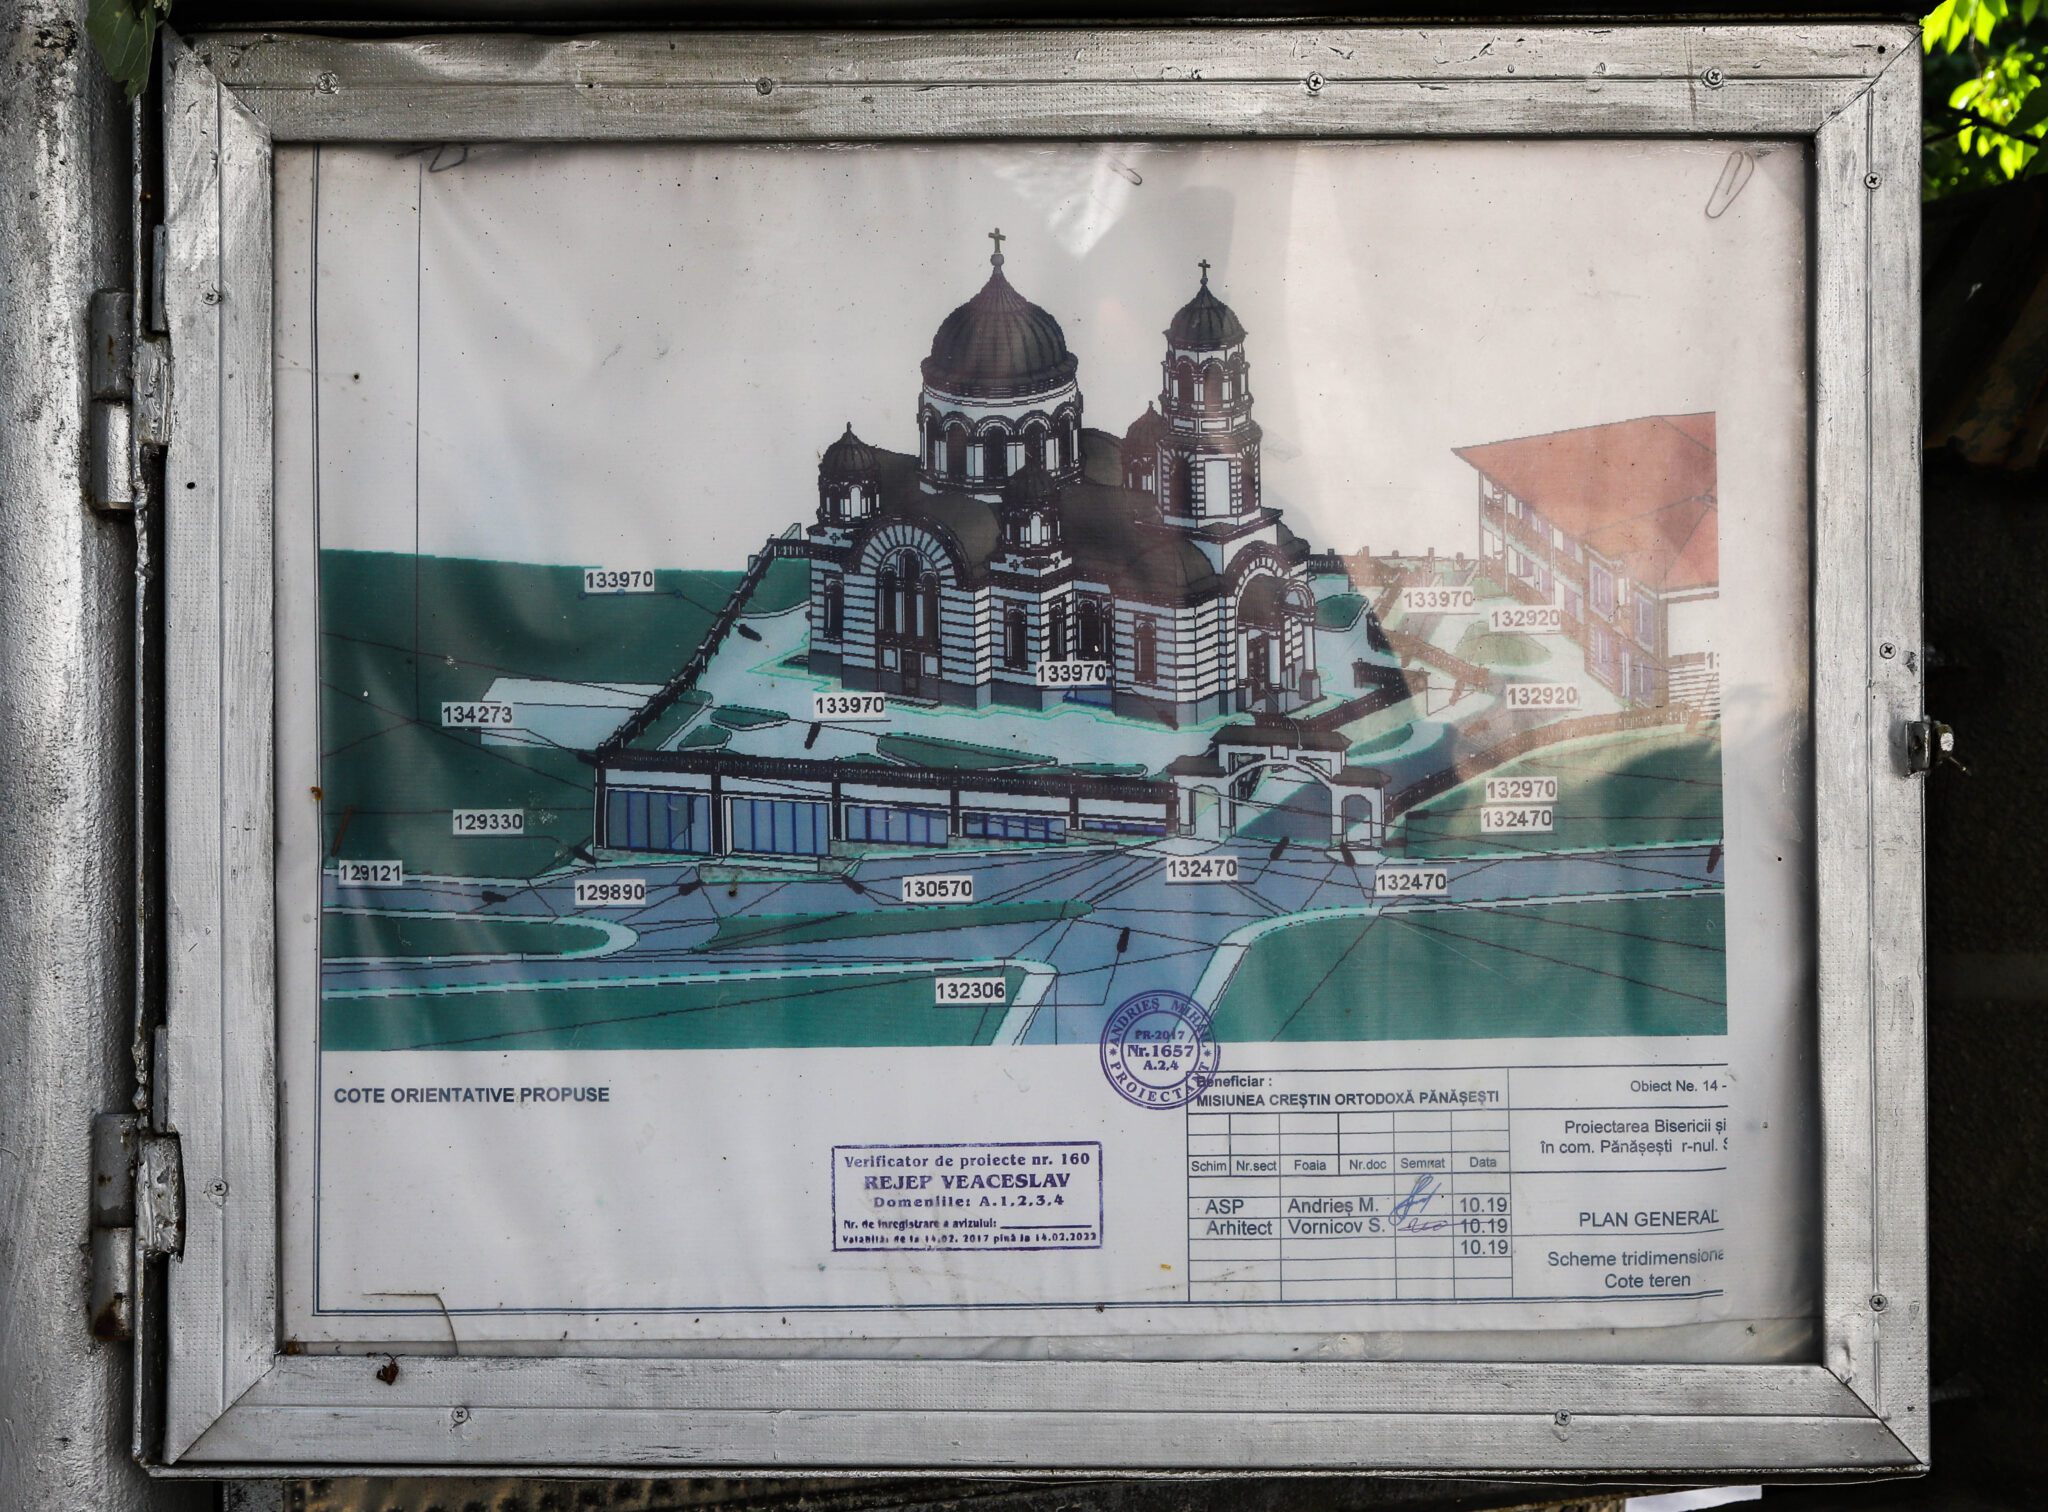 133970
133970
132920
133970
132920
134273
133970
132970
132470
129330
129121
129890
130570
132470
132470
132306
ANDRIEȘ MIHAIL
PR-2017
Nr.1657
A.2,4
PROIECTANT
COTE ORIENTATIVE PROPUSE
Verificator de proiecte nr. 160
REJEP VEACESLAV
Domeniile: A.1,2,3,4
Nr. de înregistrare a avizului:
Valabilă: de la 14.02. 2017 pînă la 14.02.2022
Beneficiar :
MISIUNEA CREȘTIN ORTODOXĂ PĂNĂȘEȘTI
Schim Nr.sect Foaia Nr.doc Semnat Data
ASP Andrieș M. 10.19
Arhitect Vornicov S. 10.19
10.19
Obiect Ne. 14 -
Proiectarea Bisericii și
în com. Pănășești r-nul. S
PLAN GENERAL
Scheme tridimensiona
Cote teren